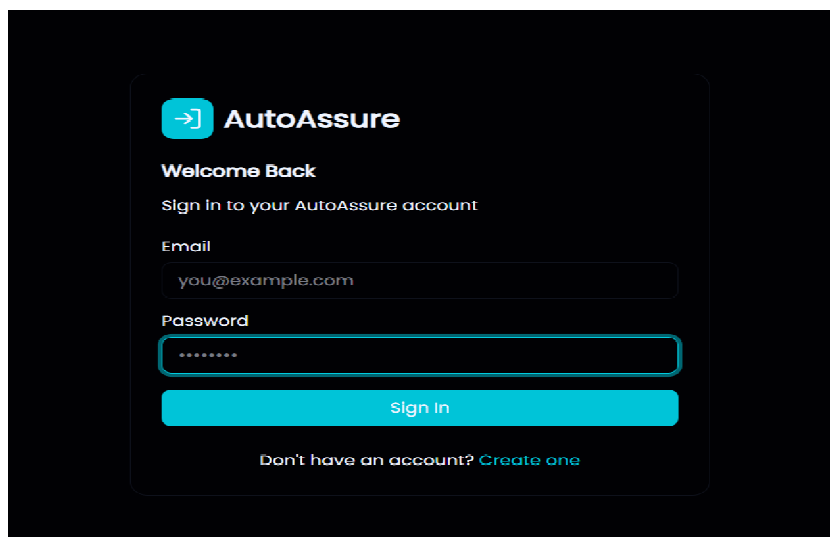 AutoAssure
Welcome Back
Sign in to your AutoAssure account
Email
you@example.com
Password
••••••••
Sign In
Don't have an account? Create one